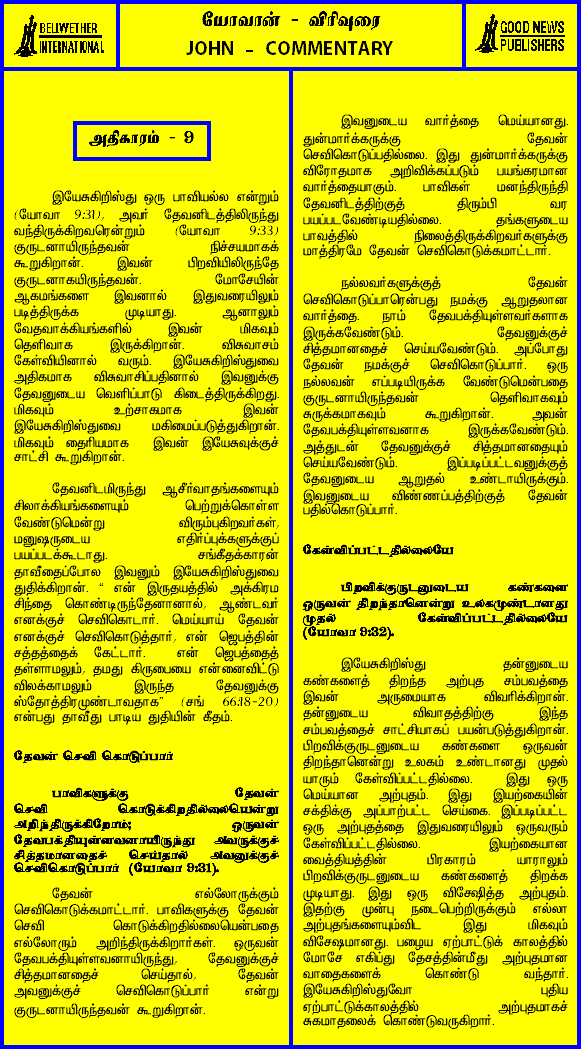 BELWETHER
INTERNATIONAL
யோவான் - விரிவுரை
JOHN - COMMENTARY
GOOD NEWS
PUBLISHERS
அதிகாரம் - 9
இயேசுகிறிஸ்து ஒரு பாவியல்ல என்றும்
(யோவா 9:31), அவர் தேவனிடத்திலிருந்து
வந்திருக்கிறவரென்றும் (யோவா 9:33)
குருடனாயிருந்தவன் நிச்சயமாகக்
கூறுகிறான். இவன் பிறவியிலிருந்தே
குருடனாகயிருந்தவன். மோசேயின்
ஆகமங்களை இவனால் இதுவரையிலும்
படித்திருக்க முடியாது. ஆனாலும்
வேதவாக்கியங்களில் இவன் மிகவும்
தெளிவாக இருக்கிறான். விசுவாசம்
கேள்வியினால் வரும். இயேசுகிறிஸ்துவை
அதிகமாக விசுவாசிப்பதினால் இவனுக்கு
தேவனுடைய வெளிப்பாடு கிடைத்திருக்கிறது.
மிகவும் உற்சாகமாக இவன்
இயேசுகிறிஸ்துவை மகிமைப்படுத்துகிறான்.
மிகவும் தைரியமாக இவன் இயேசுவுக்குச்
சாட்சி கூறுகிறான்.
தேவனிடமிருந்து ஆசீர்வாதங்களையும்
சிலாக்கியங்களையும் பெற்றுக்கொள்ள
வேண்டுமென்று விரும்புகிறவர்கள்,
மனுஷருடைய எதிர்ப்புக்களுக்குப்
பயப்படக்கூடாது. சங்கீதக்காரன்
தாவீதைப்போல இவனும் இயேசுகிறிஸ்துவை
துதிக்கிறான். “ என் இருதயத்தில் அக்கிரம
சிந்தை கொண்டிருந்தேனானால், ஆண்டவர்
எனக்குச் செவிகொடார். மெய்யாய் தேவன்
எனக்குச் செவிகொடுத்தார், என் ஜெபத்தின்
சத்தத்தைக் கேட்டார். என் ஜெபத்தைத்
தள்ளாமலும், தமது கிருபையை என்னைவிட்டு
விலக்காமலும் இருந்த தேவனுக்கு
ஸ்தோத்திரமுண்டாவதாக” (சங் 66:18-20)
என்பது தாவீது பாடிய துதியின் கீதம்.
தேவன் செவி கொடுப்பார்
பாவிகளுக்கு தேவன்
செவி கொடுக்கிறதில்லையென்று
அறிந்திருக்கிறோம்; ஒருவன்
தேவபக்தியுள்ளவனாயிருந்து அவருக்குச்
சித்தமானதைச் செய்தால் அவனுக்குச்
செவிகொடுப்பார் (யோவா 9:31).
தேவன் எல்லோருக்கும்
செவிகொடுக்கமாட்டார். பாவிகளுக்கு தேவன்
செவி கொடுக்கிறதில்லையென்பதை
எல்லோரும் அறிந்திருக்கிறார்கள். ஒருவன்
தேவபக்தியுள்ளவனாயிருந்து, தேவனுக்குச்
சித்தமானதைச் செய்தால், தேவன்
அவனுக்குச் செவிகொடுப்பார் என்று
குருடனாயிருந்தவன் கூறுகிறான்.
இவனுடைய வார்த்தை மெய்யானது.
துன்மார்க்கருக்கு தேவன்
செவிகொடுப்பதில்லை. இது துன்மார்க்கருக்கு
விரோதமாக அறிவிக்கப்படும் பயங்கரமான
வார்த்தையாகும். பாவிகள் மனந்திருந்தி
தேவனிடத்திற்குத் திரும்பி வர
பயப்படவேண்டியதில்லை. தங்களுடைய
பாவத்தில் நிலைத்திருக்கிறவர்களுக்கு
மாத்திரமே தேவன் செவிகொடுக்கமாட்டார்.
நல்லவர்களுக்குத் தேவன்
செவிகொடுப்பாரென்பது நமக்கு ஆறுதலான
வார்த்தை. நாம் தேவபக்தியுள்ளவர்களாக
இருக்கவேண்டும். தேவனுக்குச்
சித்தமானதைச் செய்யவேண்டும். அப்போது
தேவன் நமக்குச் செவிகொடுப்பார். ஒரு
நல்லவன் எப்படியிருக்க வேண்டுமென்பதை
குருடனாயிருந்தவன் தெளிவாகவும்
சுருக்கமாகவும் கூறுகிறான். அவன்
தேவபக்தியுள்ளவனாக இருக்கவேண்டும்.
அத்துடன் தேவனுக்குச் சித்தமானதையும்
செய்யவேண்டும். இப்படிப்பட்டவனுக்குத்
தேவனுடைய ஆறுதல் உண்டாயிருக்கும்.
இவனுடைய விண்ணப்பத்திற்குத் தேவன்
பதில்கொடுப்பார்.
கேள்விப்பட்டதில்லையே
பிறவிக்குருடனுடைய கண்களை
ஒருவன் திறந்தானென்று உலகமுண்டானது
முதல் கேள்விப்பட்டதில்லையே
(யோவா 9:32).
இயேசுகிறிஸ்து தன்னுடைய
கண்களைத் திறந்த அற்புத சம்பவத்தை
இவன் அருமையாக விவரிக்கிறான்.
தன்னுடைய விவாதத்திற்கு இந்த
சம்பவத்தைச் சாட்சியாகப் பயன்படுத்துகிறான்.
பிறவிக்குருடனுடைய கண்களை ஒருவன்
திறந்தானென்று உலகம் உண்டானது முதல்
யாரும் கேள்விப்பட்டதில்லை. இது ஒரு
மெய்யான அற்புதம். இது இயற்கையின்
சக்திக்கு அப்பாற்பட்ட செய்கை. இப்படிப்பட்ட
ஒரு அற்புதத்தை இதுவரையிலும் ஒருவரும்
கேள்விப்பட்டதில்லை. இயற்கையான
வைத்தியத்தின் பிரகாரம் யாராலும்
பிறவிக்குருடனுடைய கண்களைத் திறக்க
முடியாது. இது ஒரு விசேஷித்த அற்புதம்.
இதற்கு முன்பு நடைபெற்றிருக்கும் எல்லா
அற்புதங்களையும்விட இது மிகவும்
விசேஷமானது. பழைய ஏற்பாட்டுக் காலத்தில்
மோசே எகிப்து தேசத்தின்மீது அற்புதமான
வாதைகளைக் கொண்டு வந்தார்.
இயேசுகிறிஸ்துவோ புதிய
ஏற்பாட்டுக்காலத்தில் அற்புதமாகச்
சுகமாதலைக் கொண்டுவருகிறார்.